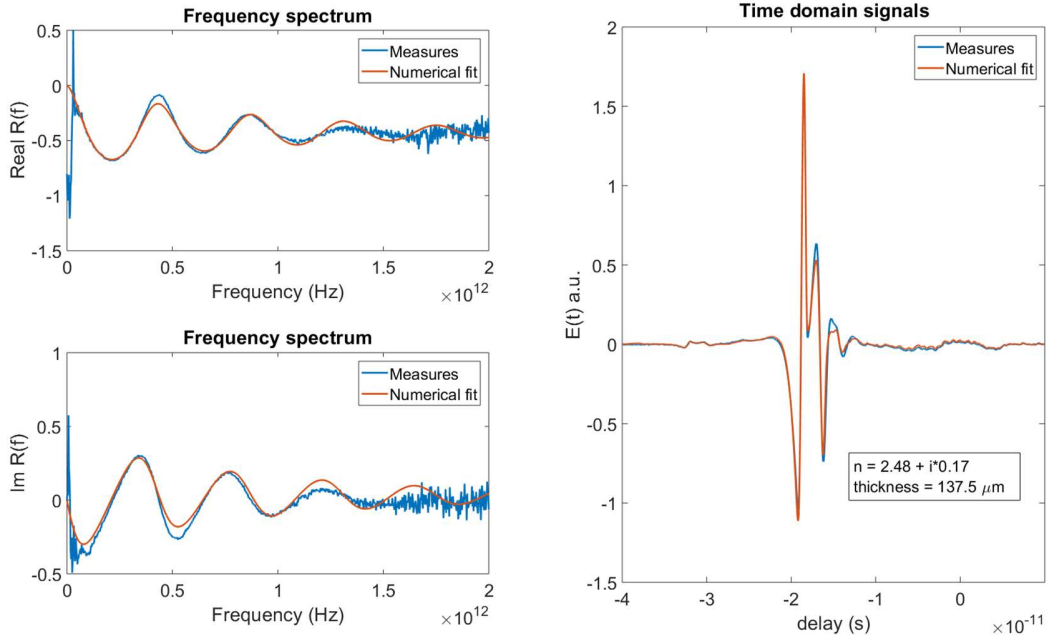 Frequency spectrum
Real R(f)
0.5
0
-0.5
-1
-1.5
Measures
Numerical fit
0 0.5 1 1.5 2
Frequency (Hz) ×10^12
Frequency spectrum
Im R(f)
1
0.5
0
-0.5
Measures
Numerical fit
0 0.5 1 1.5 2
Frequency (Hz) ×10^12
Time domain signals
E(t) a.u.
2
1.5
1
0.5
0
-0.5
-1
-1.5
Measures
Numerical fit
n = 2.48 + i*0.17
thickness = 137.5 μm
-4 -3 -2 -1 0
delay (s) ×10^-11